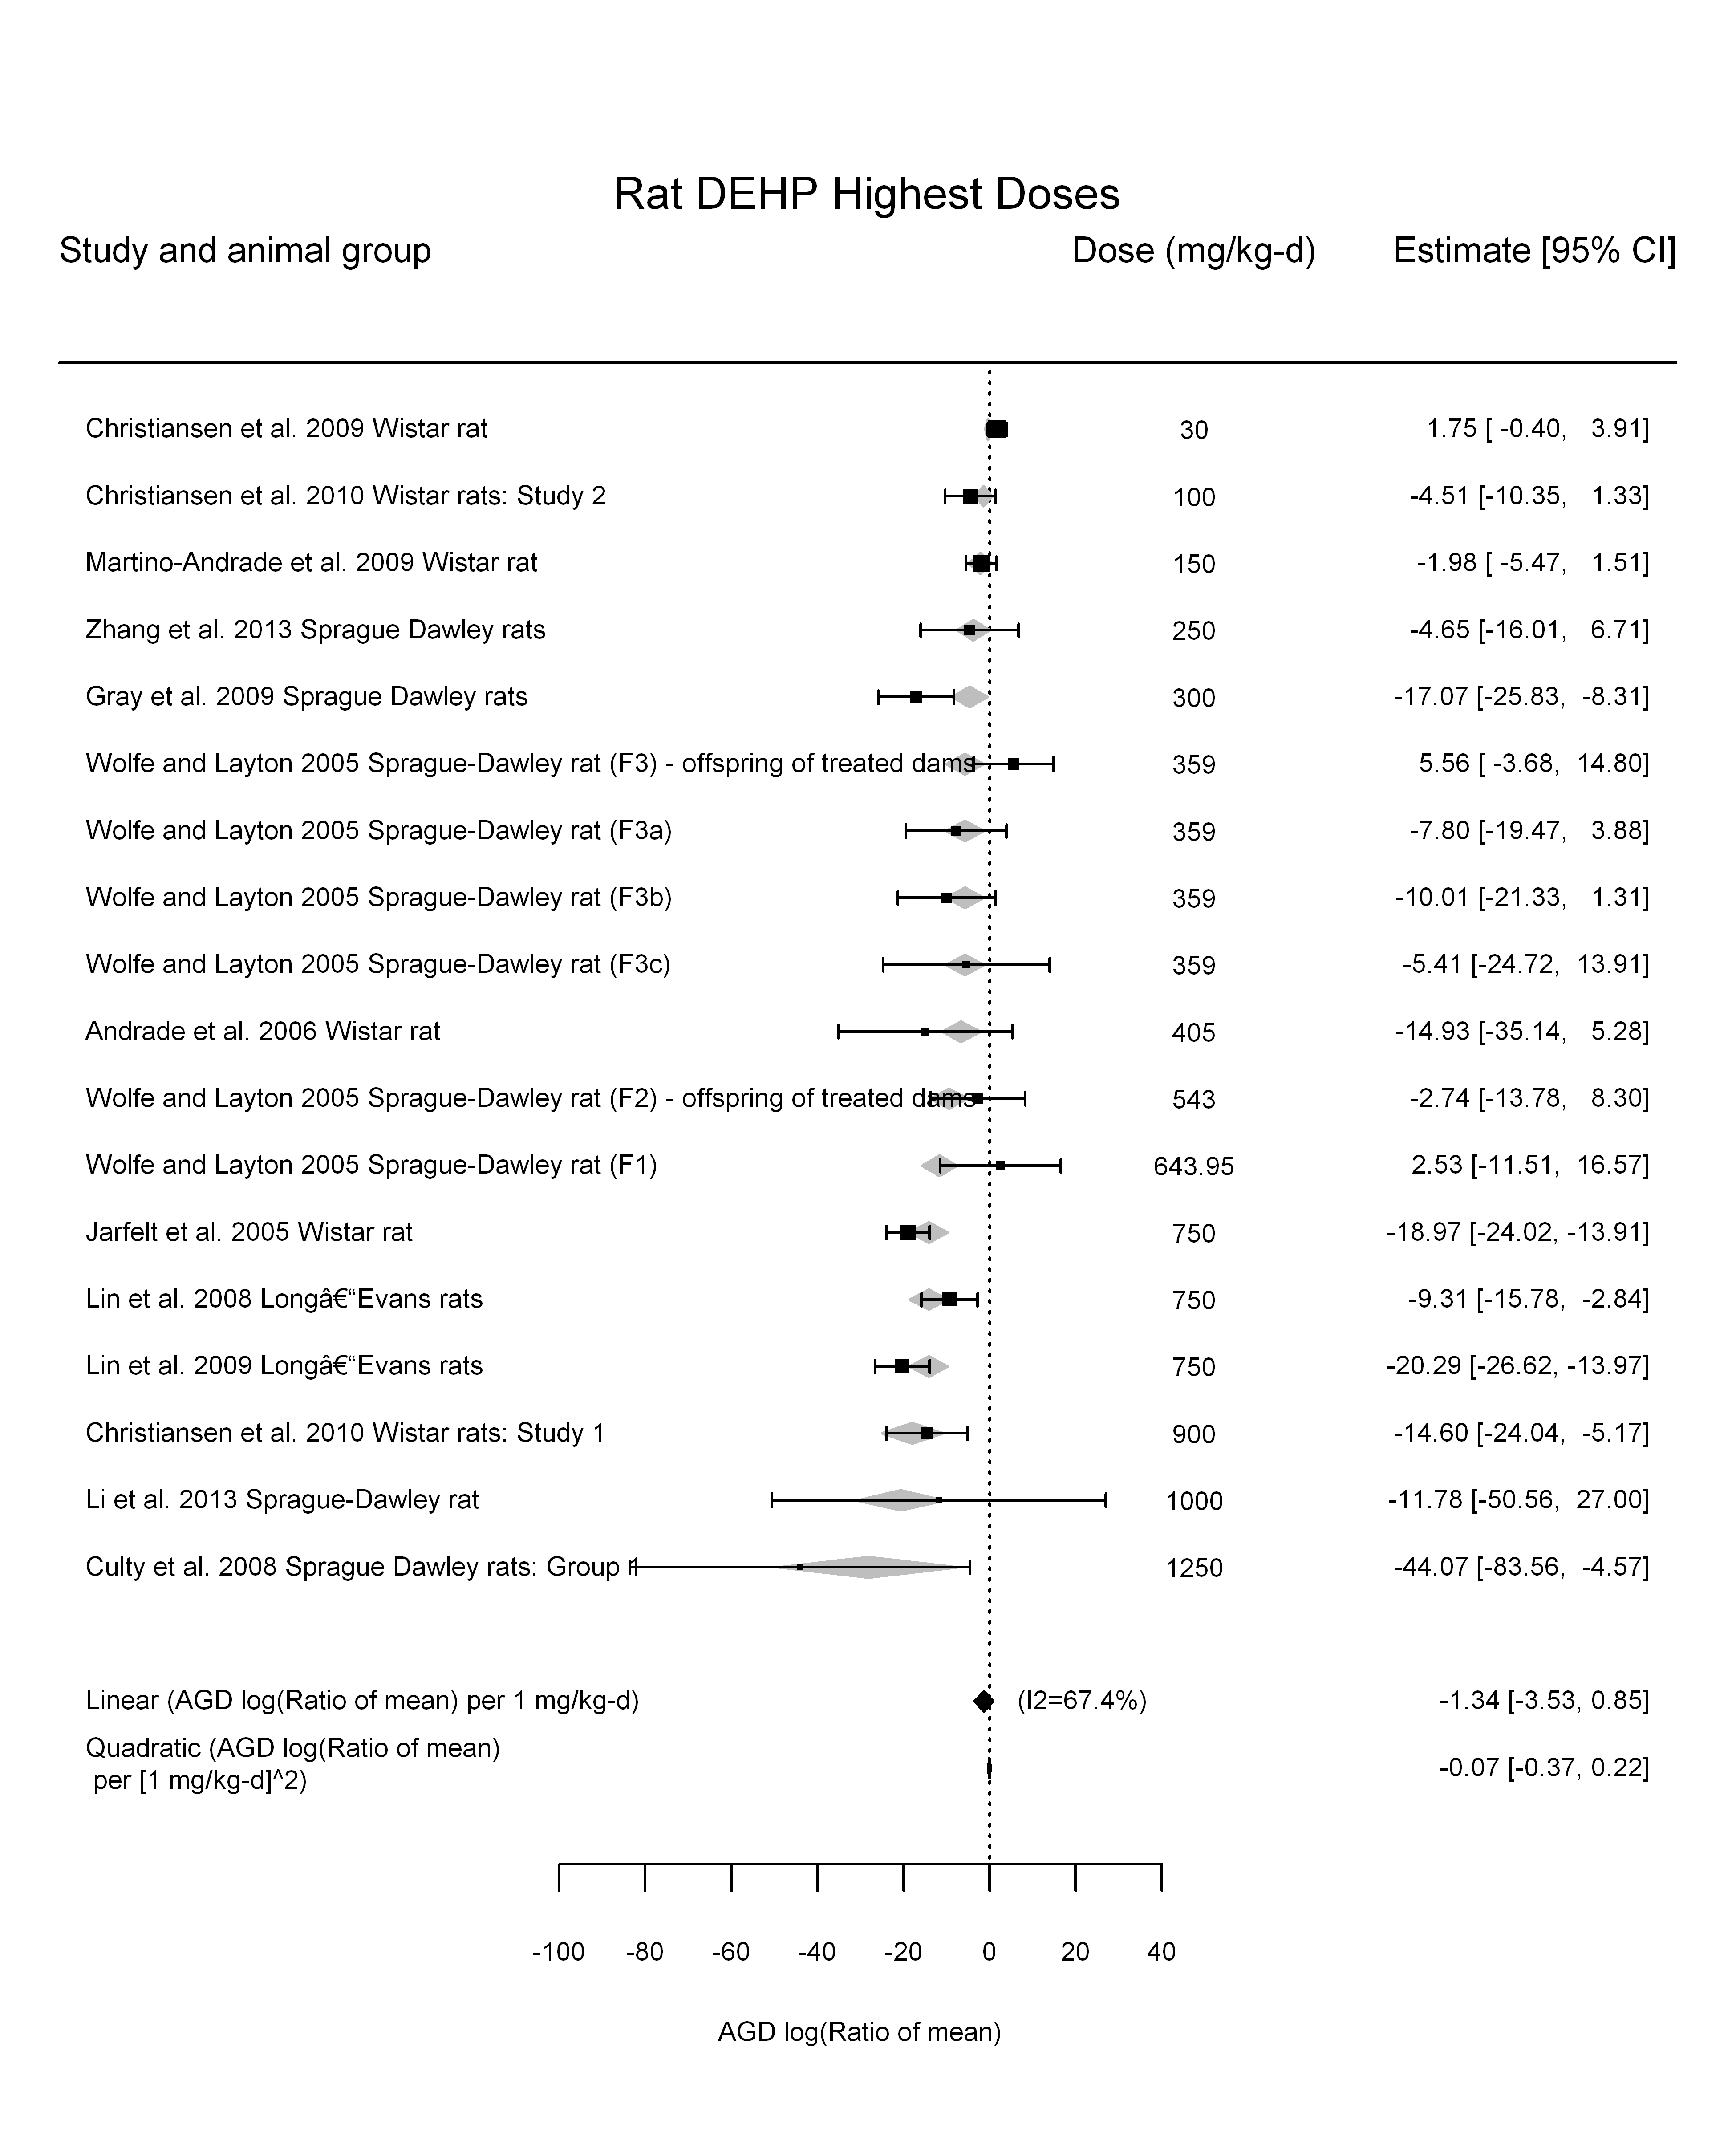 Rat DEHP Highest Doses
Study and animal group Dose (mg/kg-d) Estimate [95% CI]
Christiansen et al. 2009 Wistar rat 30 1.75 [ -0.40, 3.91]
Christiansen et al. 2010 Wistar rats: Study 2 100 -4.51 [-10.35, 1.33]
Martino-Andrade et al. 2009 Wistar rat 150 -1.98 [ -5.47, 1.51]
Zhang et al. 2013 Sprague Dawley rats 250 -4.65 [-16.01, 6.71]
Gray et al. 2009 Sprague Dawley rats 300 -17.07 [-25.83, -8.31]
Wolfe and Layton 2005 Sprague-Dawley rat (F3) - offspring of treated dams 359 5.56 [ -3.68, 14.80]
Wolfe and Layton 2005 Sprague-Dawley rat (F3a) 359 -7.80 [-19.47, 3.88]
Wolfe and Layton 2005 Sprague-Dawley rat (F3b) 359 -10.01 [-21.33, 1.31]
Wolfe and Layton 2005 Sprague-Dawley rat (F3c) 359 -5.41 [-24.72, 13.91]
Andrade et al. 2006 Wistar rat 405 -14.93 [-35.14, 5.28]
Wolfe and Layton 2005 Sprague-Dawley rat (F2) - offspring of treated dams 543 -2.74 [-13.78, 8.30]
Wolfe and Layton 2005 Sprague-Dawley rat (F1) 643.95 2.53 [-11.51, 16.57]
Jarfelt et al. 2005 Wistar rat 750 -18.97 [-24.02, -13.91]
Lin et al. 2008 Longâ€“Evans rats 750 -9.31 [-15.78, -2.84]
Lin et al. 2009 Longâ€“Evans rats 750 -20.29 [-26.62, -13.97]
Christiansen et al. 2010 Wistar rats: Study 1 900 -14.60 [-24.04, -5.17]
Li et al. 2013 Sprague-Dawley rat 1000 -11.78 [-50.56, 27.00]
Culty et al. 2008 Sprague Dawley rats: Group 1 1250 -44.07 [-83.56, -4.57]
Linear (AGD log(Ratio of mean) per 1 mg/kg-d) (I2=67.4%) -1.34 [-3.53, 0.85]
Quadratic (AGD log(Ratio of mean)
per [1 mg/kg-d]^2) -0.07 [-0.37, 0.22]
-100 -80 -60 -40 -20 0 20 40
AGD log(Ratio of mean)